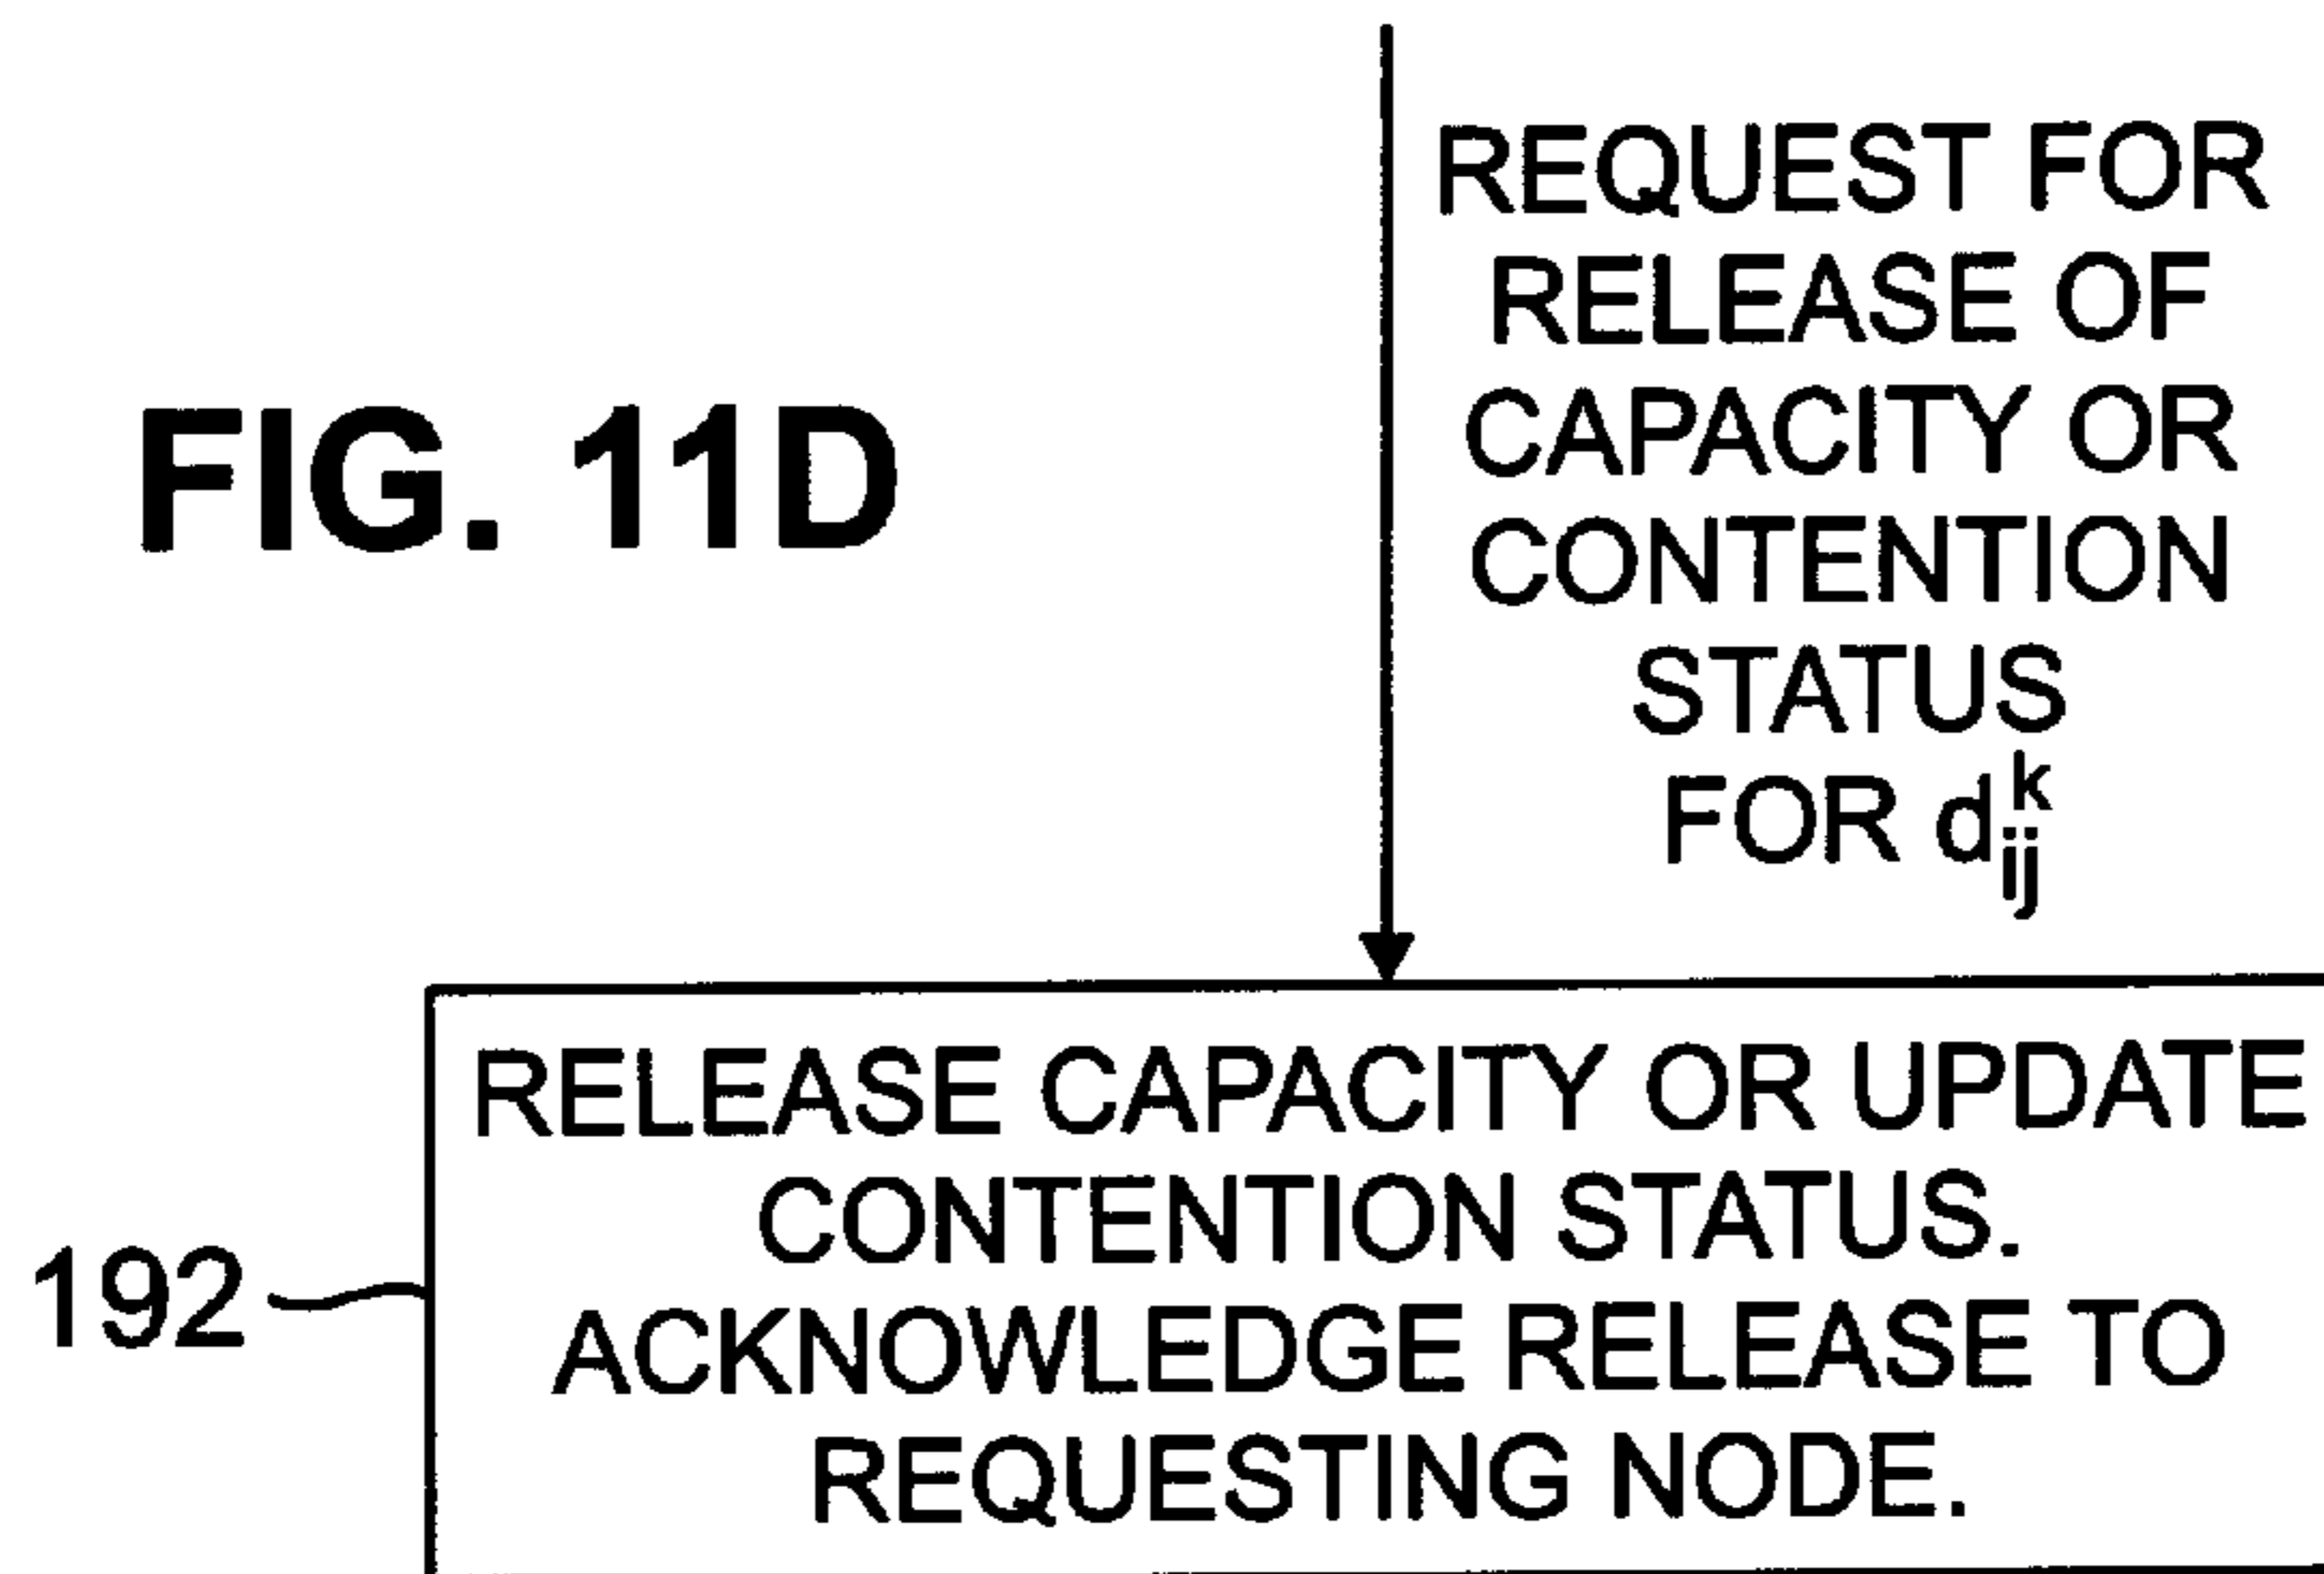 FIG. 11D
REQUEST FOR
RELEASE OF
CAPACITY OR
CONTENTION
STATUS
FOR d_{ij}^{k}
RELEASE CAPACITY OR UPDATE
CONTENTION STATUS.
ACKNOWLEDGE RELEASE TO
REQUESTING NODE.
192